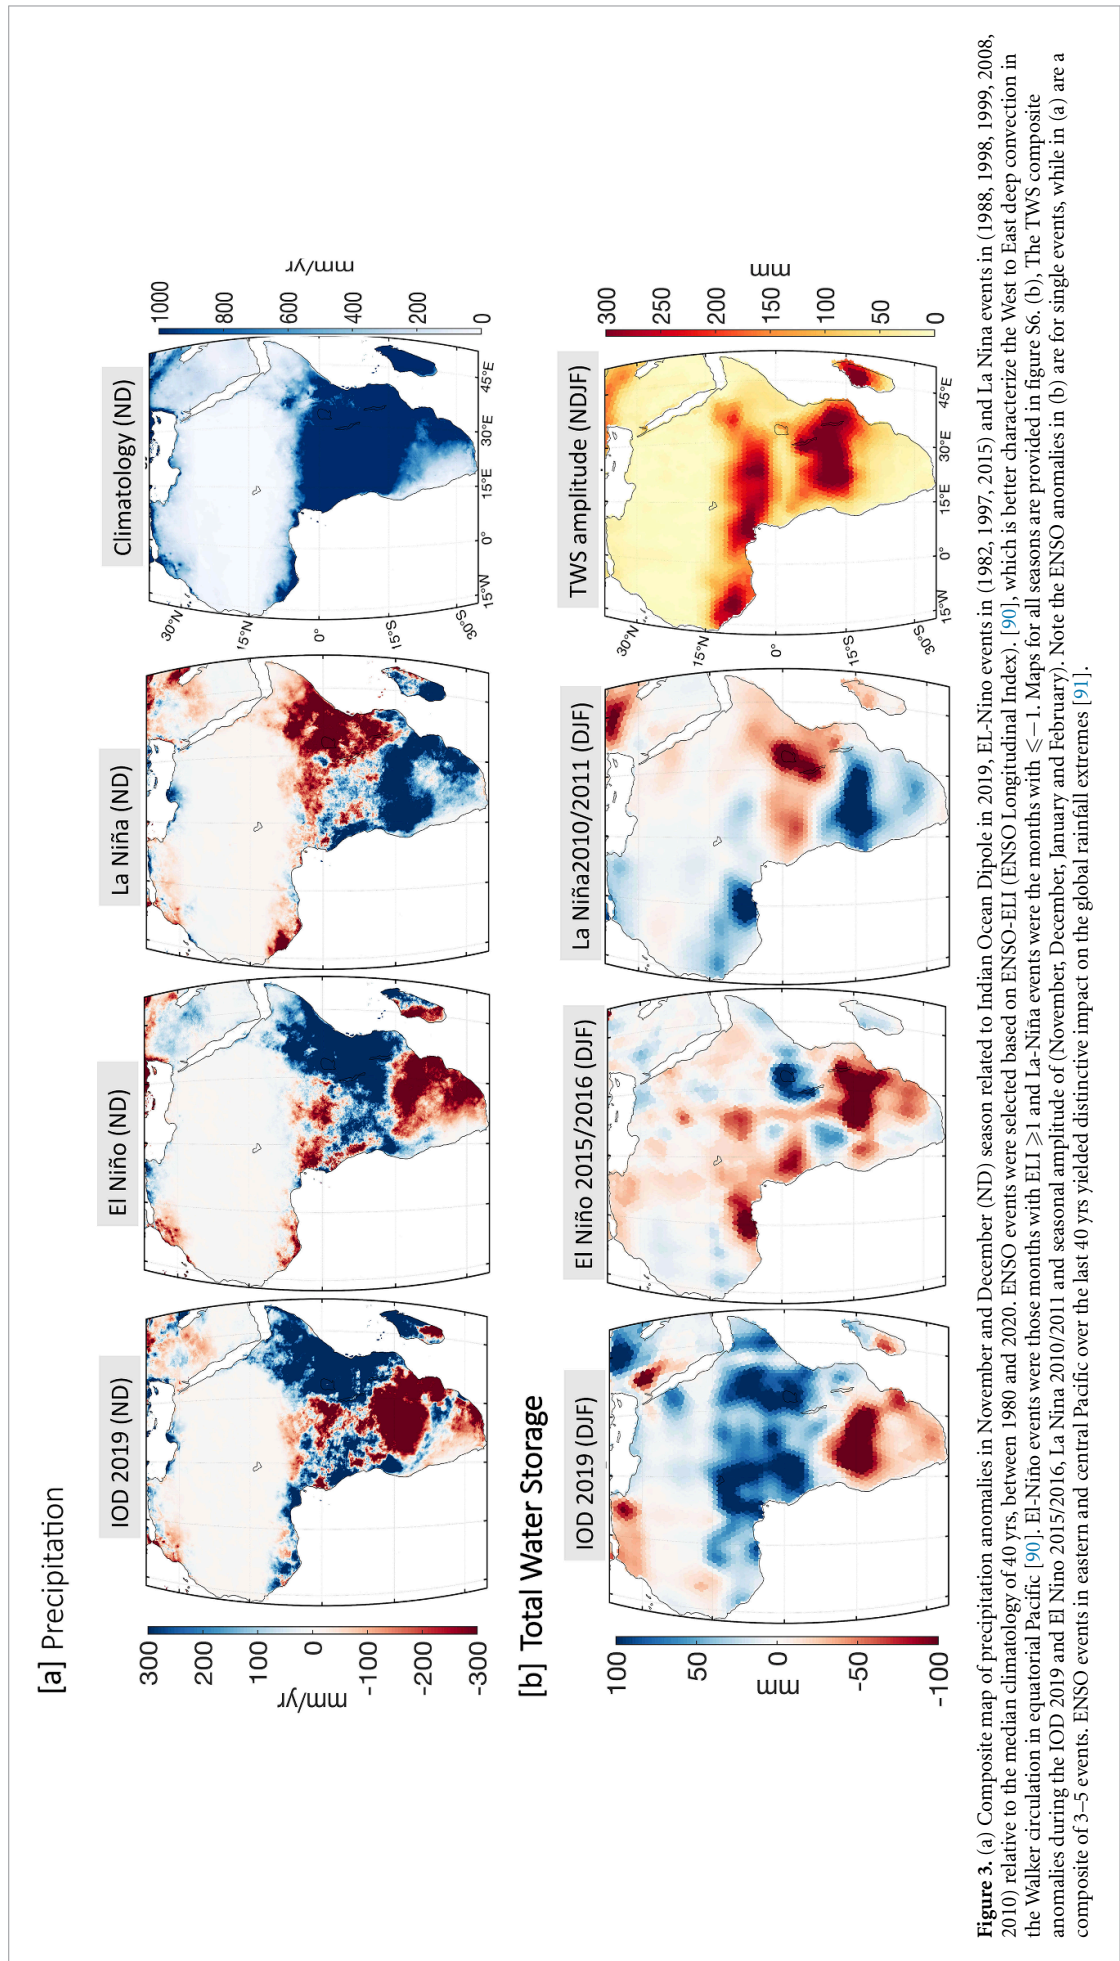 [a] Precipitation
IOD 2019 (ND)
El Niño (ND)
La Niña (ND)
Climatology (ND)
300
200
100
0
-100
-200
-300
mm/yr
30°N
15°N
0°
15°S
30°S
15°W
0°
15°E
30°E
45°E
1000
800
600
400
200
0
mm/yr
[b] Total Water Storage
IOD 2019 (DJF)
El Niño 2015/2016 (DJF)
La Niña2010/2011 (DJF)
TWS amplitude (NDJF)
100
50
0
-50
-100
mm
30°N
15°N
0°
15°S
30°S
15°W
0°
15°E
30°E
45°E
300
250
200
150
100
50
0
mm
Figure 3. (a) Composite map of precipitation anomalies in November and December (ND) season related to Indian Ocean Dipole in 2019, EL-Nino events in (1982, 1997, 2015) and La Nina events in (1988, 1998, 1999, 2008,
2010) relative to the median climatology of 40 yrs, between 1980 and 2020. ENSO events were selected based on ENSO-ELI (ENSO Longitudinal Index). [90], which is better characterize the West to East deep convection in
the Walker circulation in equatorial Pacific [90]. El-Niño events were those months with ELI ⩾1 and La-Niña events were the months with ⩽−1. Maps for all seasons are provided in figure S6. (b), The TWS composite
anomalies during the IOD 2019 and El Nino 2015/2016, La Nina 2010/2011 and seasonal amplitude of (November, December, January and February). Note the ENSO anomalies in (b) are for single events, while in (a) are a
composite of 3–5 events. ENSO events in eastern and central Pacific over the last 40 yrs yielded distinctive impact on the global rainfall extremes [91].